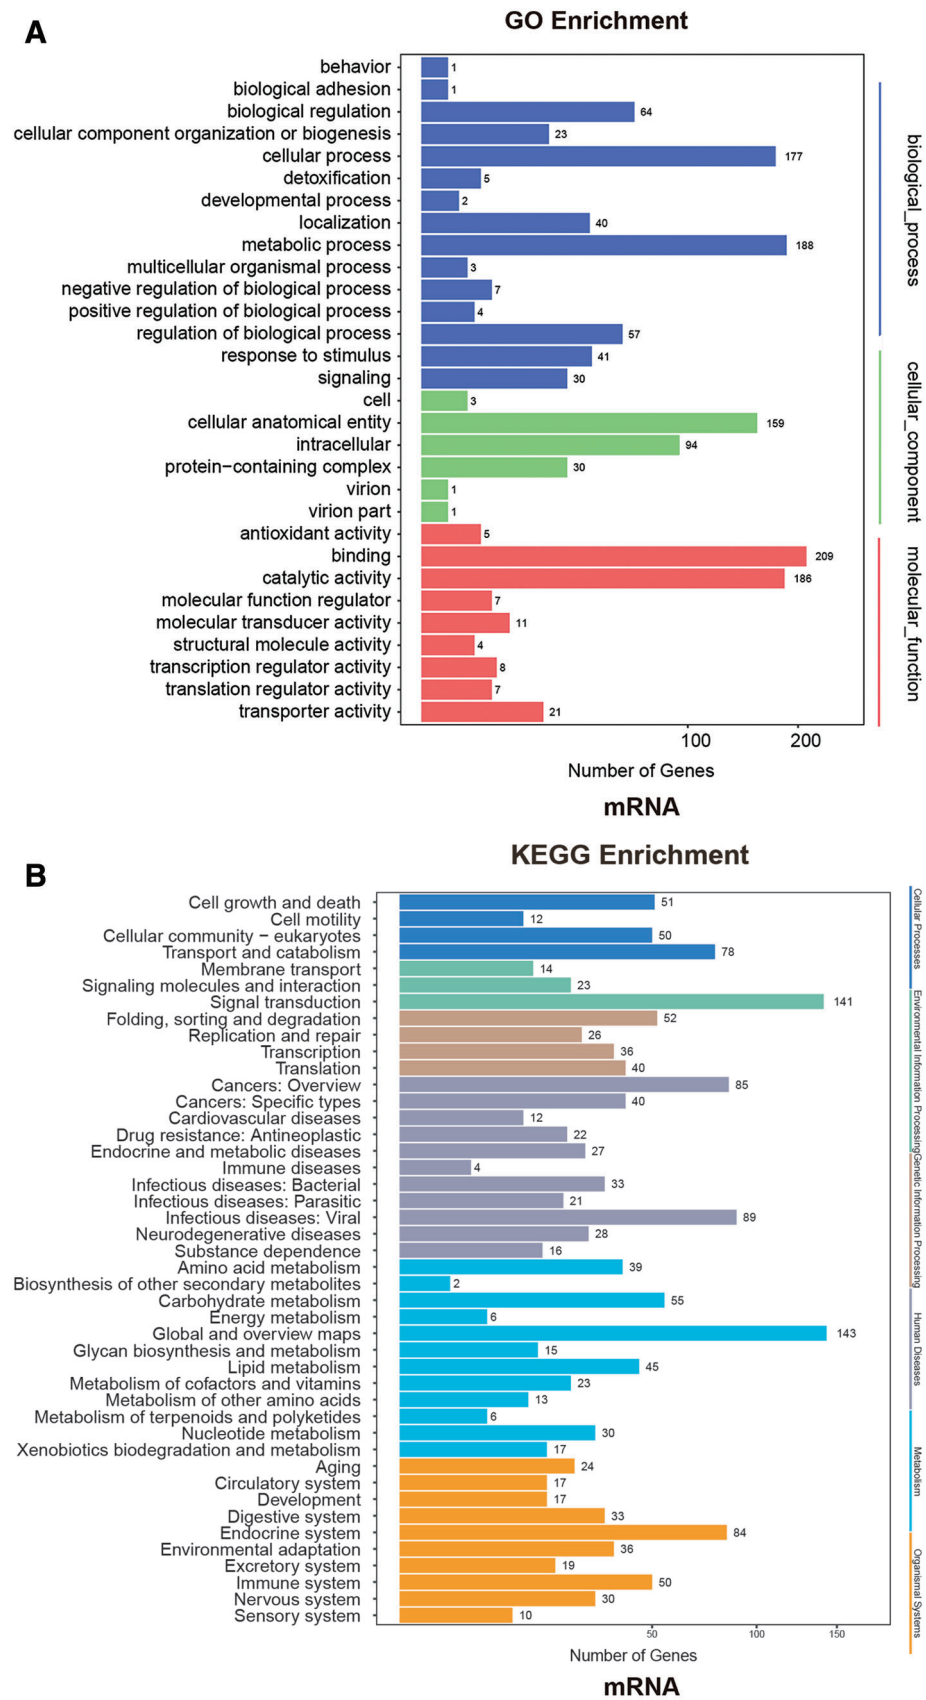 A
GO Enrichment
behavior 1
biological adhesion 1
biological regulation 64
cellular component organization or biogenesis 23
cellular process 177
detoxification 5
developmental process 2
localization 40
metabolic process 188
multicellular organismal process 3
negative regulation of biological process 7
positive regulation of biological process 4
regulation of biological process 57
response to stimulus 41
signaling 30
cell 3
cellular anatomical entity 159
intracellular 94
protein−containing complex 30
virion 1
virion part 1
antioxidant activity 5
binding 209
catalytic activity 186
molecular function regulator 7
molecular transducer activity 11
structural molecule activity 4
transcription regulator activity 8
translation regulator activity 7
transporter activity 21
biological_process
cellular_component
molecular_function
100 200
Number of Genes
mRNA
B
KEGG Enrichment
Cell growth and death 51
Cell motility 12
Cellular community − eukaryotes 50
Transport and catabolism 78
Membrane transport 14
Signaling molecules and interaction 23
Signal transduction 141
Folding, sorting and degradation 52
Replication and repair 26
Transcription 36
Translation 40
Cancers: Overview 85
Cancers: Specific types 40
Cardiovascular diseases 12
Drug resistance: Antineoplastic 22
Endocrine and metabolic diseases 27
Immune diseases 4
Infectious diseases: Bacterial 33
Infectious diseases: Parasitic 21
Infectious diseases: Viral 89
Neurodegenerative diseases 28
Substance dependence 16
Amino acid metabolism 39
Biosynthesis of other secondary metabolites 2
Carbohydrate metabolism 55
Energy metabolism 6
Global and overview maps 143
Glycan biosynthesis and metabolism 15
Lipid metabolism 45
Metabolism of cofactors and vitamins 23
Metabolism of other amino acids 13
Metabolism of terpenoids and polyketides 6
Nucleotide metabolism 30
Xenobiotics biodegradation and metabolism 17
Aging 24
Circulatory system 17
Development 17
Digestive system 33
Endocrine system 84
Environmental adaptation 36
Excretory system 19
Immune system 50
Nervous system 30
Sensory system 10
Cellular Processes
Environmental Information Processing
Genetic Information Processing
Human Diseases
Metabolism
Organismal Systems
50 100 150
Number of Genes
mRNA